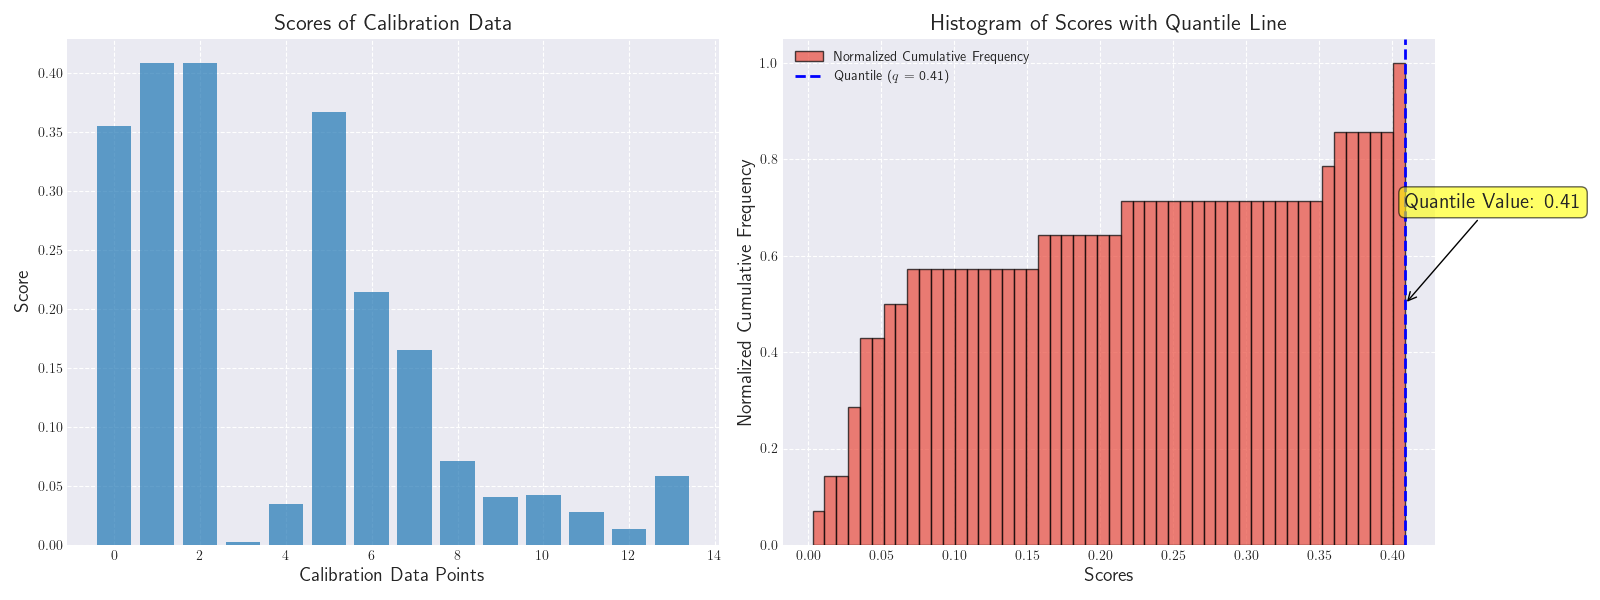 Scores of Calibration Data
0.40
0.35
0.30
0.25
0.20
0.15
0.10
0.05
0.00
Score
0 2 4 6 8 10 12 14
Calibration Data Points
Histogram of Scores with Quantile Line
Normalized Cumulative Frequency
Quantile (q = 0.41)
1.0
0.8
0.6
0.4
0.2
0.0
Normalized Cumulative Frequency
Quantile Value: 0.41
0.00 0.05 0.10 0.15 0.20 0.25 0.30 0.35 0.40
Scores